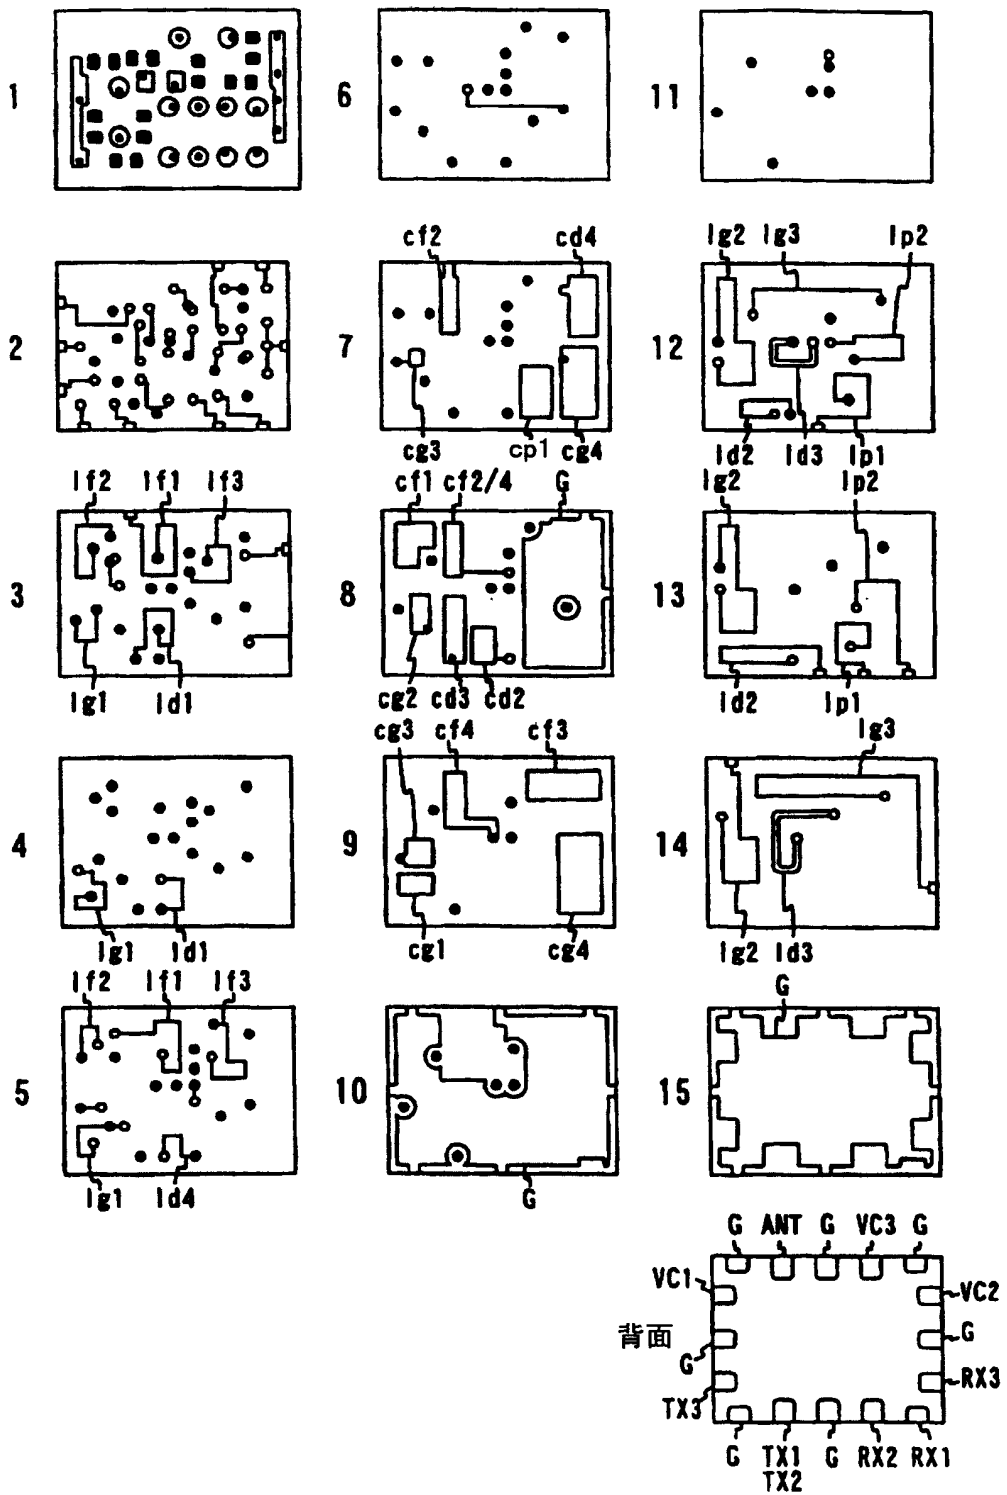 1
6
11
2
cf2 cd4
7
cg3 cp1 cg4
lg2 lg3 lp2
12
ld2 ld3 lp1
lf2 lf1 lf3
3
lg1 ld1
cf1 cf2/4 G
8
cg2 cd3 cd2
lg2 lp2
13
ld2 lp1
4
lg1 ld1
cg3 cf4 cf3
9
cg1 cg4
lg3
14
lg2 ld3
lf2 lf1 lf3
5
lg1 ld4
10
G
G
15
G ANT G VC3 G
VC1 VC2
背面 G
G
TX3 RX3
G TX1 G RX2 RX1
TX2